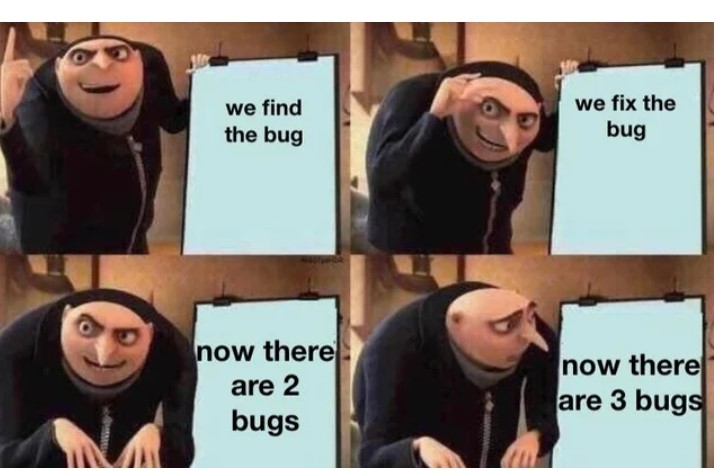 we find
the bug
we fix the
bug
now there
are 2
bugs
now there
are 3 bugs